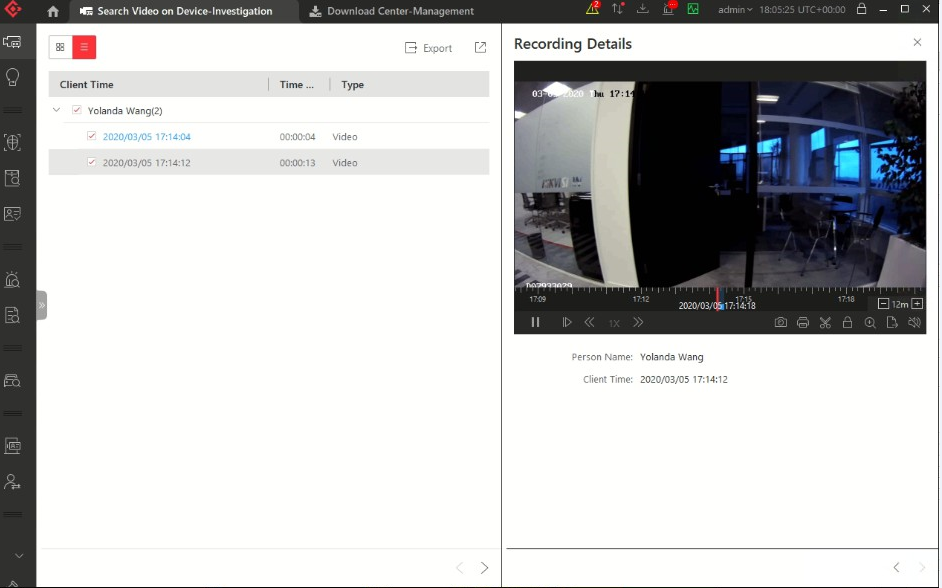 Search Video on Device-Investigation
Download Center-Management
2
admin
18:05:25 UTC+00:00
Export
Client Time
Time ...
Type
Yolanda Wang(2)
2020/03/05 17:14:04
00:00:04
Video
2020/03/05 17:14:12
00:00:13
Video
Recording Details
2020 Thu 17:14
17:09
17:12
17:15
17:18
2020/03/05 17:14:18
12m
1X
Person Name: Yolanda Wang
Client Time: 2020/03/05 17:14:12